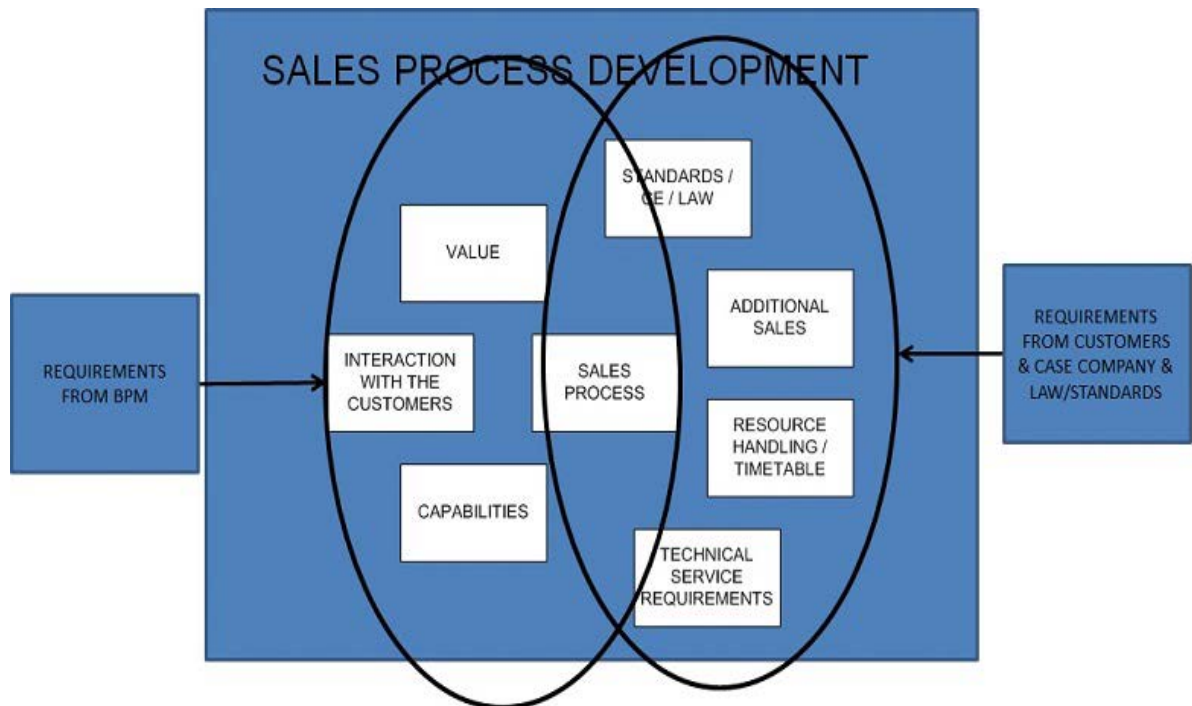 SALES PROCESS DEVELOPMENT
STANDARDS /
CE / LAW
VALUE
ADDITIONAL
SALES
INTERACTION
WITH THE
CUSTOMERS
SALES
PROCESS
RESOURCE
HANDLING /
TIMETABLE
CAPABILITIES
TECHNICAL
SERVICE
REQUIREMENTS
REQUIREMENTS
FROM BPM
REQUIREMENTS
FROM CUSTOMERS
& CASE COMPANY &
LAW/STANDARDS